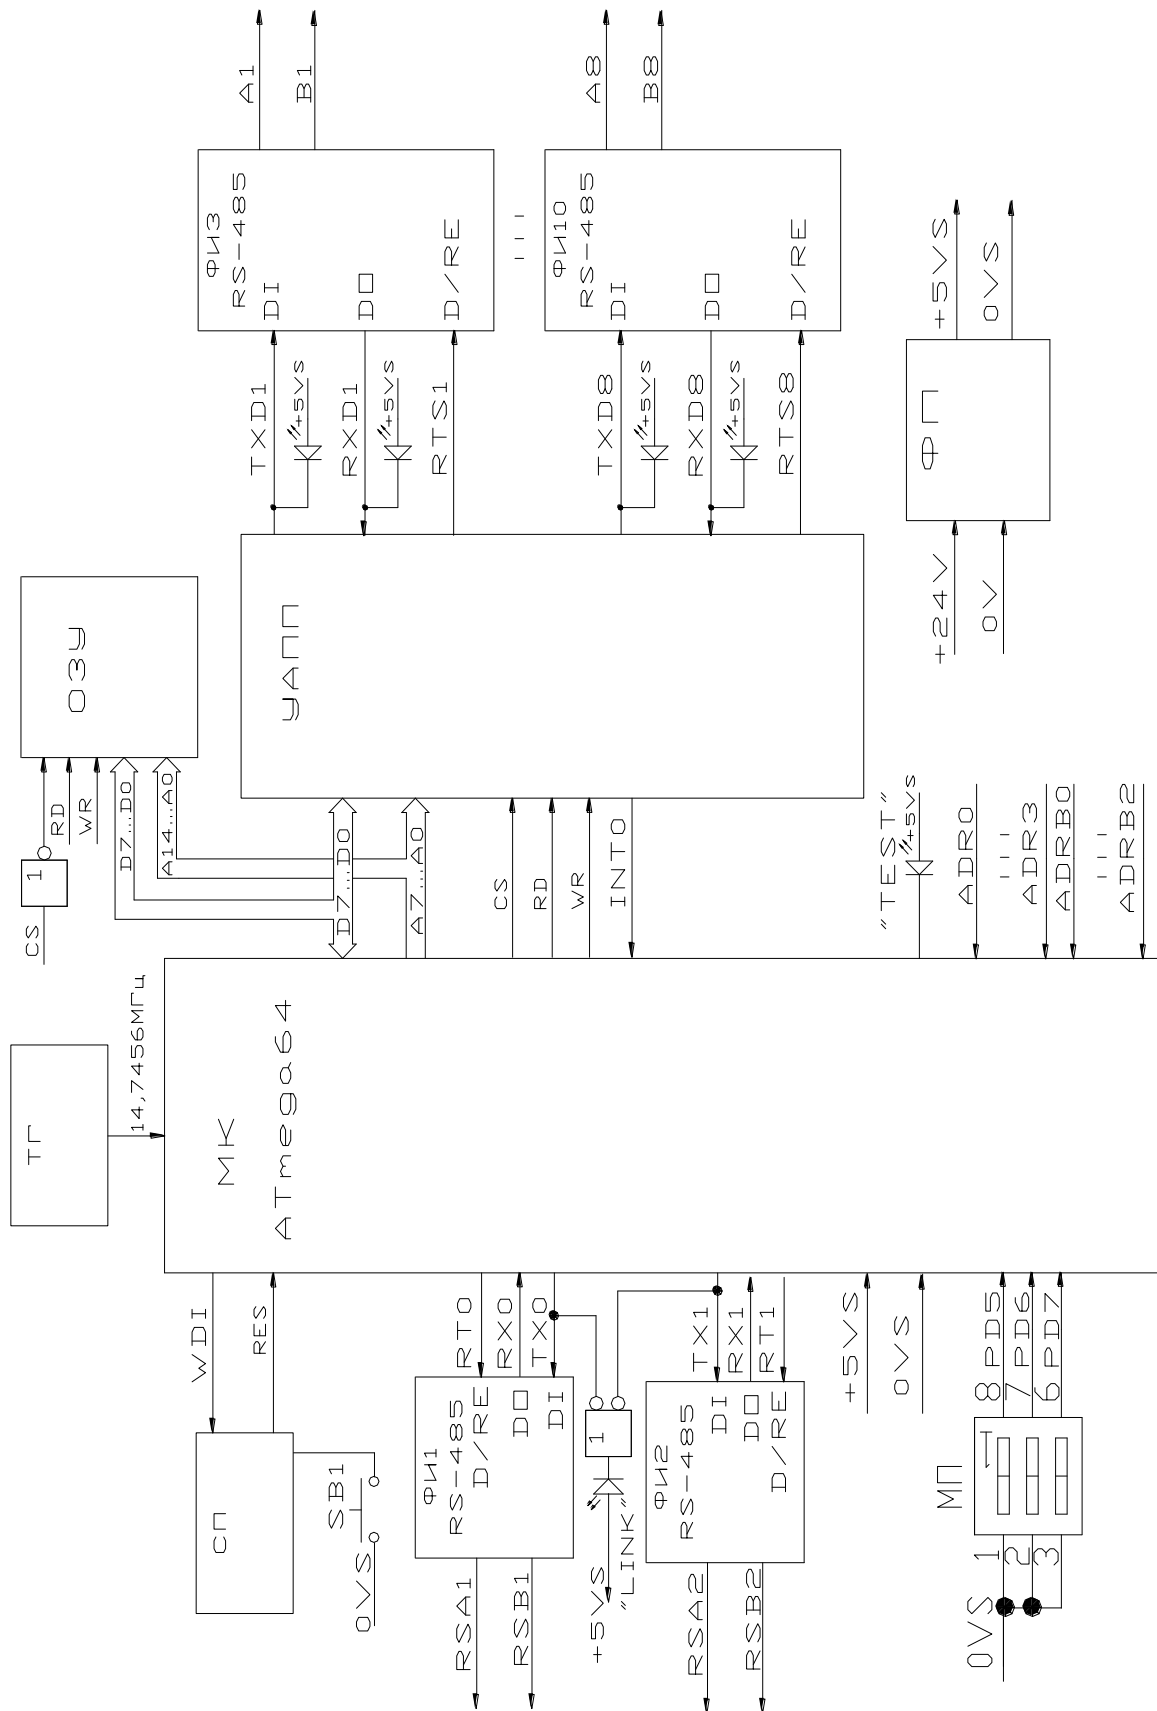 ТГ
14,7456МГц
CS
1
RD
WR
D7...D0
A14...A0
ОЗУ
СП
WDI
RES
SB1
0VS
МК
ATmega64
D7...D0
A7...A0
CS
RD
WR
INT0
УАПП
TXD1
+5VS
RXD1
+5VS
RTS1
ФИ3
RS-485
DI
DO
D/RE
A1
B1
TXD8
+5VS
RXD8
+5VS
RTS8
ФИ10
RS-485
DI
DO
D/RE
A8
B8
RSA1
RSB1
ФИ1
RS-485
D/RE
DO
DI
RT0
RX0
TX0
+5VS
"LINK"
1
RSA2
RSB2
ФИ2
RS-485
DI
DO
D/RE
TX1
RX1
RT1
+5VS
0VS
0VS
1
2
3
МП
1
8
7
6
PD5
PD6
PD7
"TEST"
+5VS
ADR0
ADR3
ADRB0
ADRB2
+24V
0V
ФП
+5VS
0VS